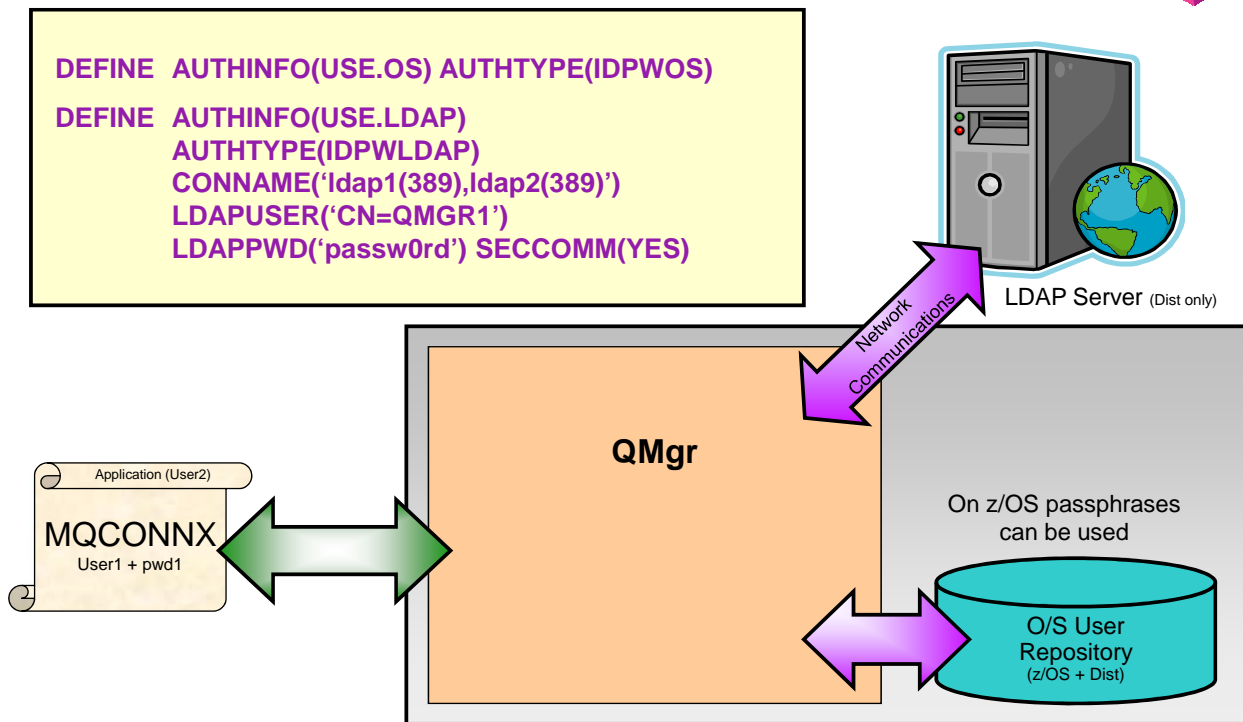 DEFINE AUTHINFO(USE.OS) AUTHTYPE(IDPWOS)
DEFINE AUTHINFO(USE.LDAP)
AUTHTYPE(IDPWLDAP)
CONNAME(‘ldap1(389),ldap2(389)’)
LDAPUSER(‘CN=QMGR1’)
LDAPPWD(‘passw0rd’) SECCOMM(YES)
LDAP Server (Dist only)
Network
Communications
QMgr
Application (User2)
MQCONNX
User1 + pwd1
On z/OS passphrases
can be used
O/S User
Repository
(z/OS + Dist)